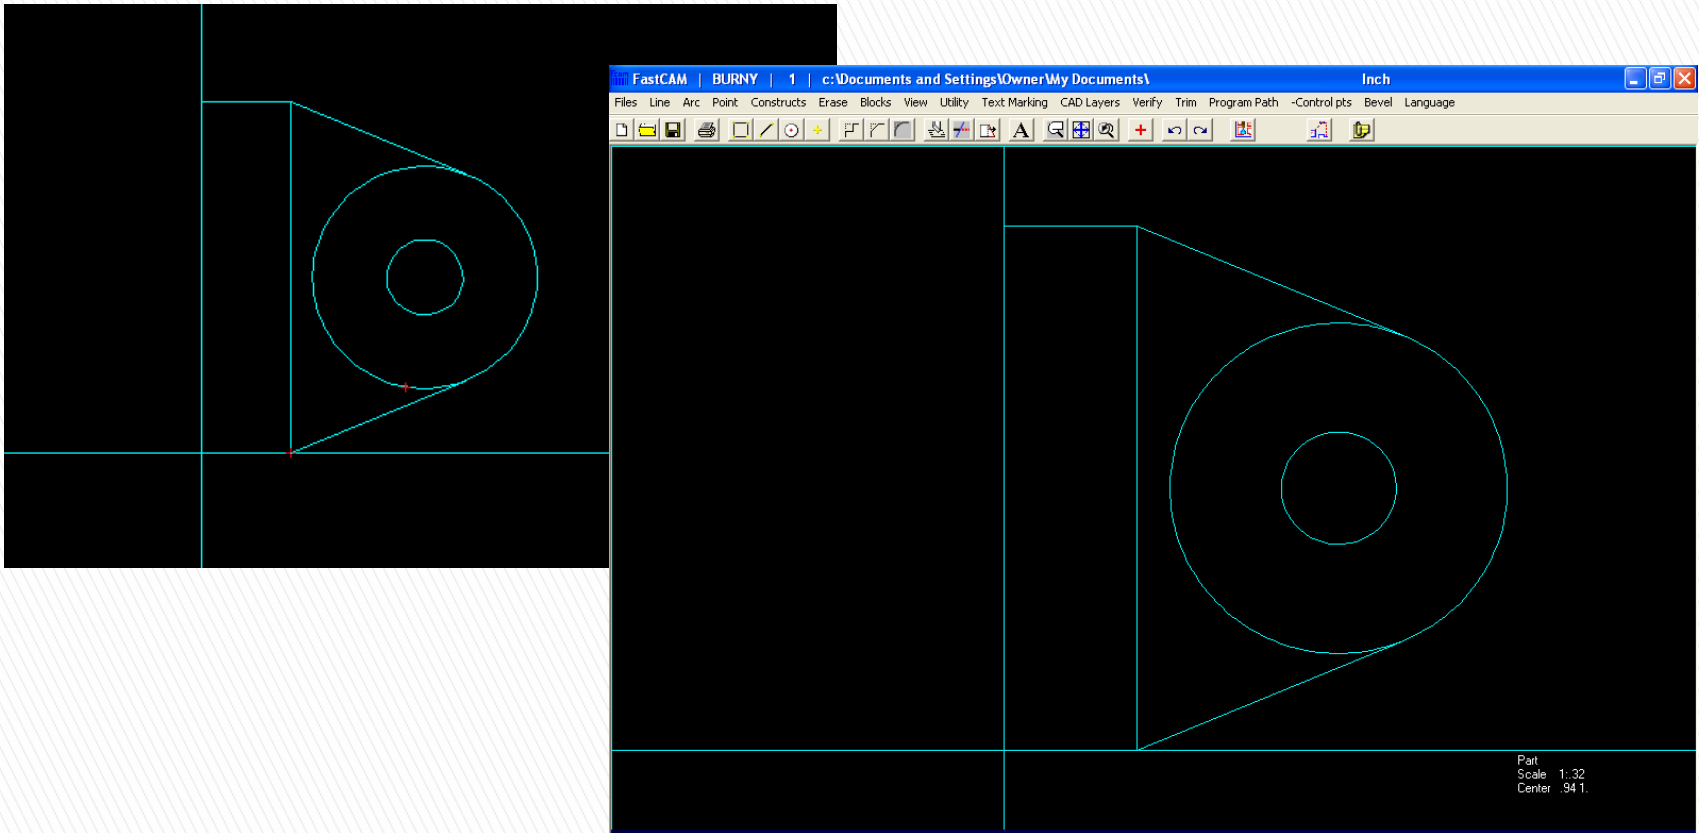 FastCAM | BURNY | 1 | c:\Documents and Settings\Owner\My Documents\ Inch
Files Line Arc Point Constructs Erase Blocks View Utility Text Marking CAD Layers Verify Trim Program Path -Control pts Bevel Language
A
Part
Scale 1:.32
Center .94 1.